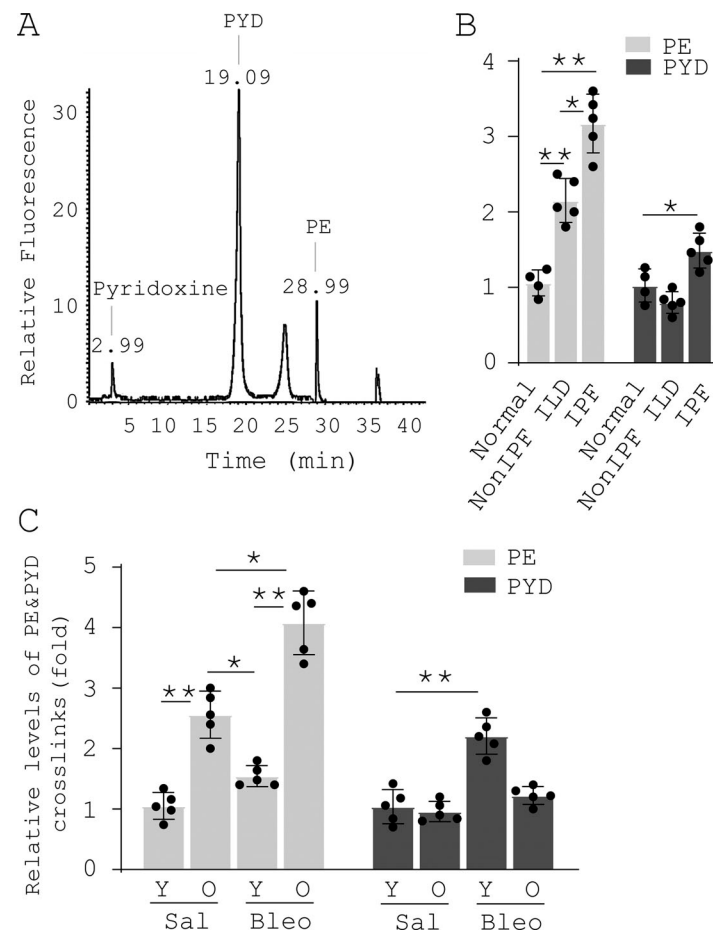 A
PYD
19.09
Relative Fluorescence
30
20
10
0
Pyridoxine
2.99
PE
28.99
5 10 15 20 25 30 35 40
Time (min)
B
PE
PYD
4
3
2
1
0
** * ** *
Normal
NonIPF ILD
IPF
Normal
NonIPF ILD
IPF
C
PE
PYD
Relative levels of PE&PYD
crosslinks(fold)
5
4
3
2
1
0
** * * ** **
Y O Y O Y O Y O
Sal Bleo Sal Bleo